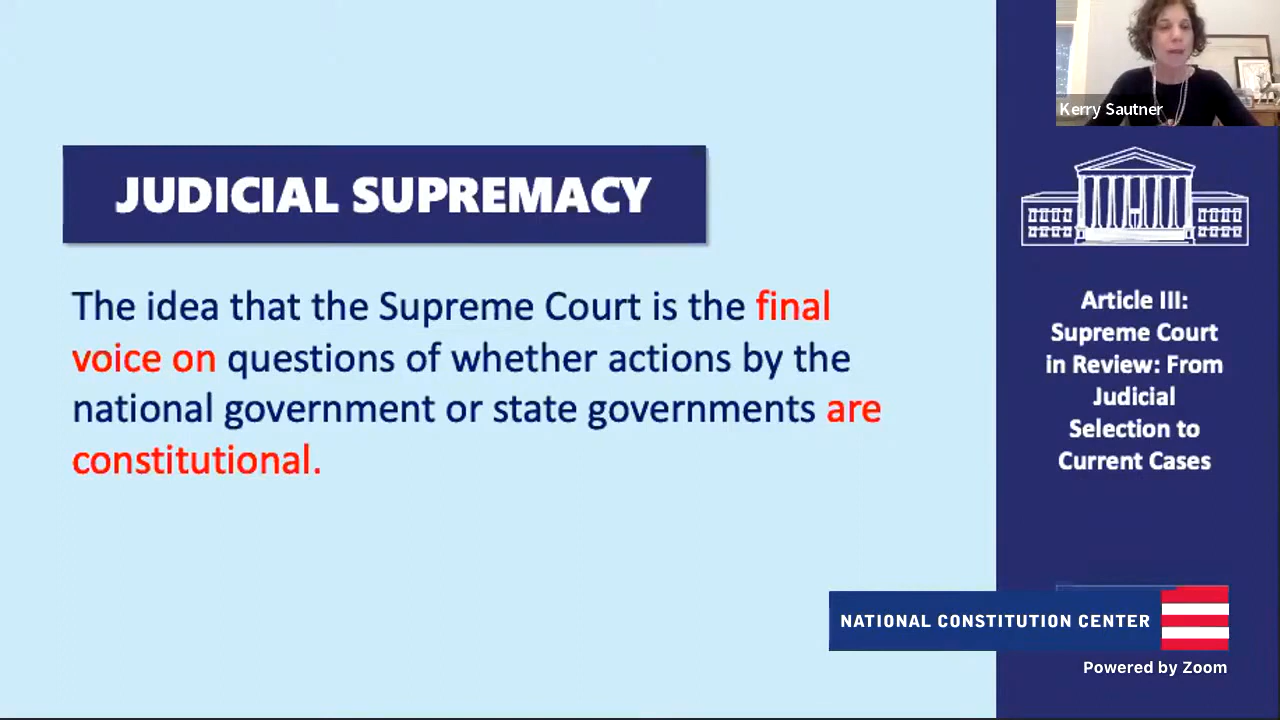 Kerry Sautner
JUDICIAL SUPREMACY
The idea that the Supreme Court is the final
voice on questions of whether actions by the
national government or state governments are
constitutional.
Article III:
Supreme Court
in Review: From
Judicial
Selection to
Current Cases
NATIONAL CONSTITUTION CENTER
Powered by Zoom